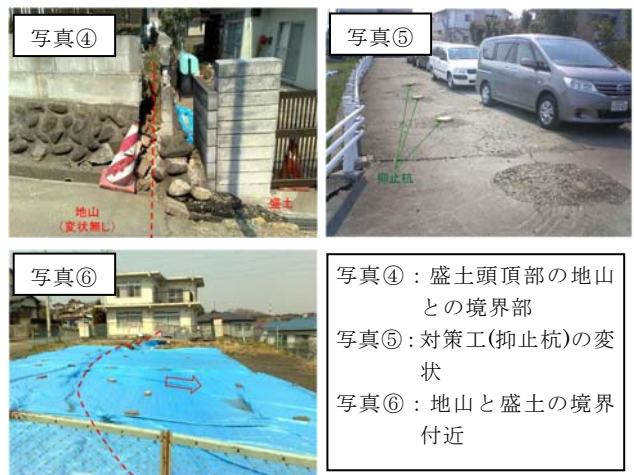 写真④
地山
(変状無し)
盛土
写真⑤
抑止杭
写真⑥
写真④：盛土頭頂部の地山
との境界部
写真⑤：対策工(抑止杭)の変
状
写真⑥：地山と盛土の境界
付近